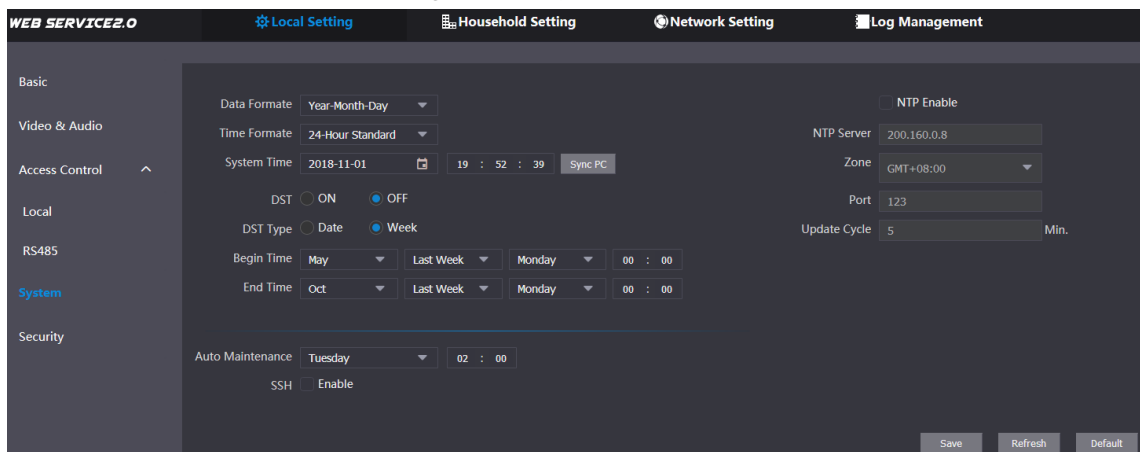 WEB SERVICE2.0 Local Setting Household Setting Network Setting Log Management
Basic
Video & Audio
Access Control
Local
RS485
System
Security
Data Formate Year-Month-Day
Time Formate 24-Hour Standard
System Time 2018-11-01 19 : 52 : 39 Sync PC
DST ON OFF
DST Type Date Week
Begin Time May Last Week Monday 00 : 00
End Time Oct Last Week Monday 00 : 00
Auto Maintenance Tuesday 02 : 00
SSH Enable
NTP Enable
NTP Server 200.160.0.8
Zone GMT+08:00
Port 123
Update Cycle 5 Min.
Save Refresh Default